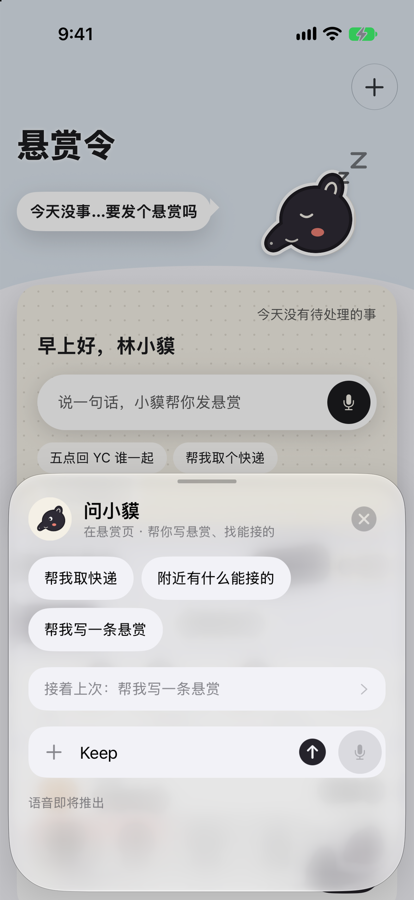 9:41
悬赏令
z
z
今天没事...要发个悬赏吗
今天没有待处理的事
早上好，林小貘
说一句话，小貘帮你发悬赏
五点回 YC 谁一起
帮我取个快递
问小貘
在悬赏页 · 帮你写悬赏、找能接的
帮我取快递
附近有什么能接的
帮我写一条悬赏
接着上次：帮我写一条悬赏
Keep
语音即将推出